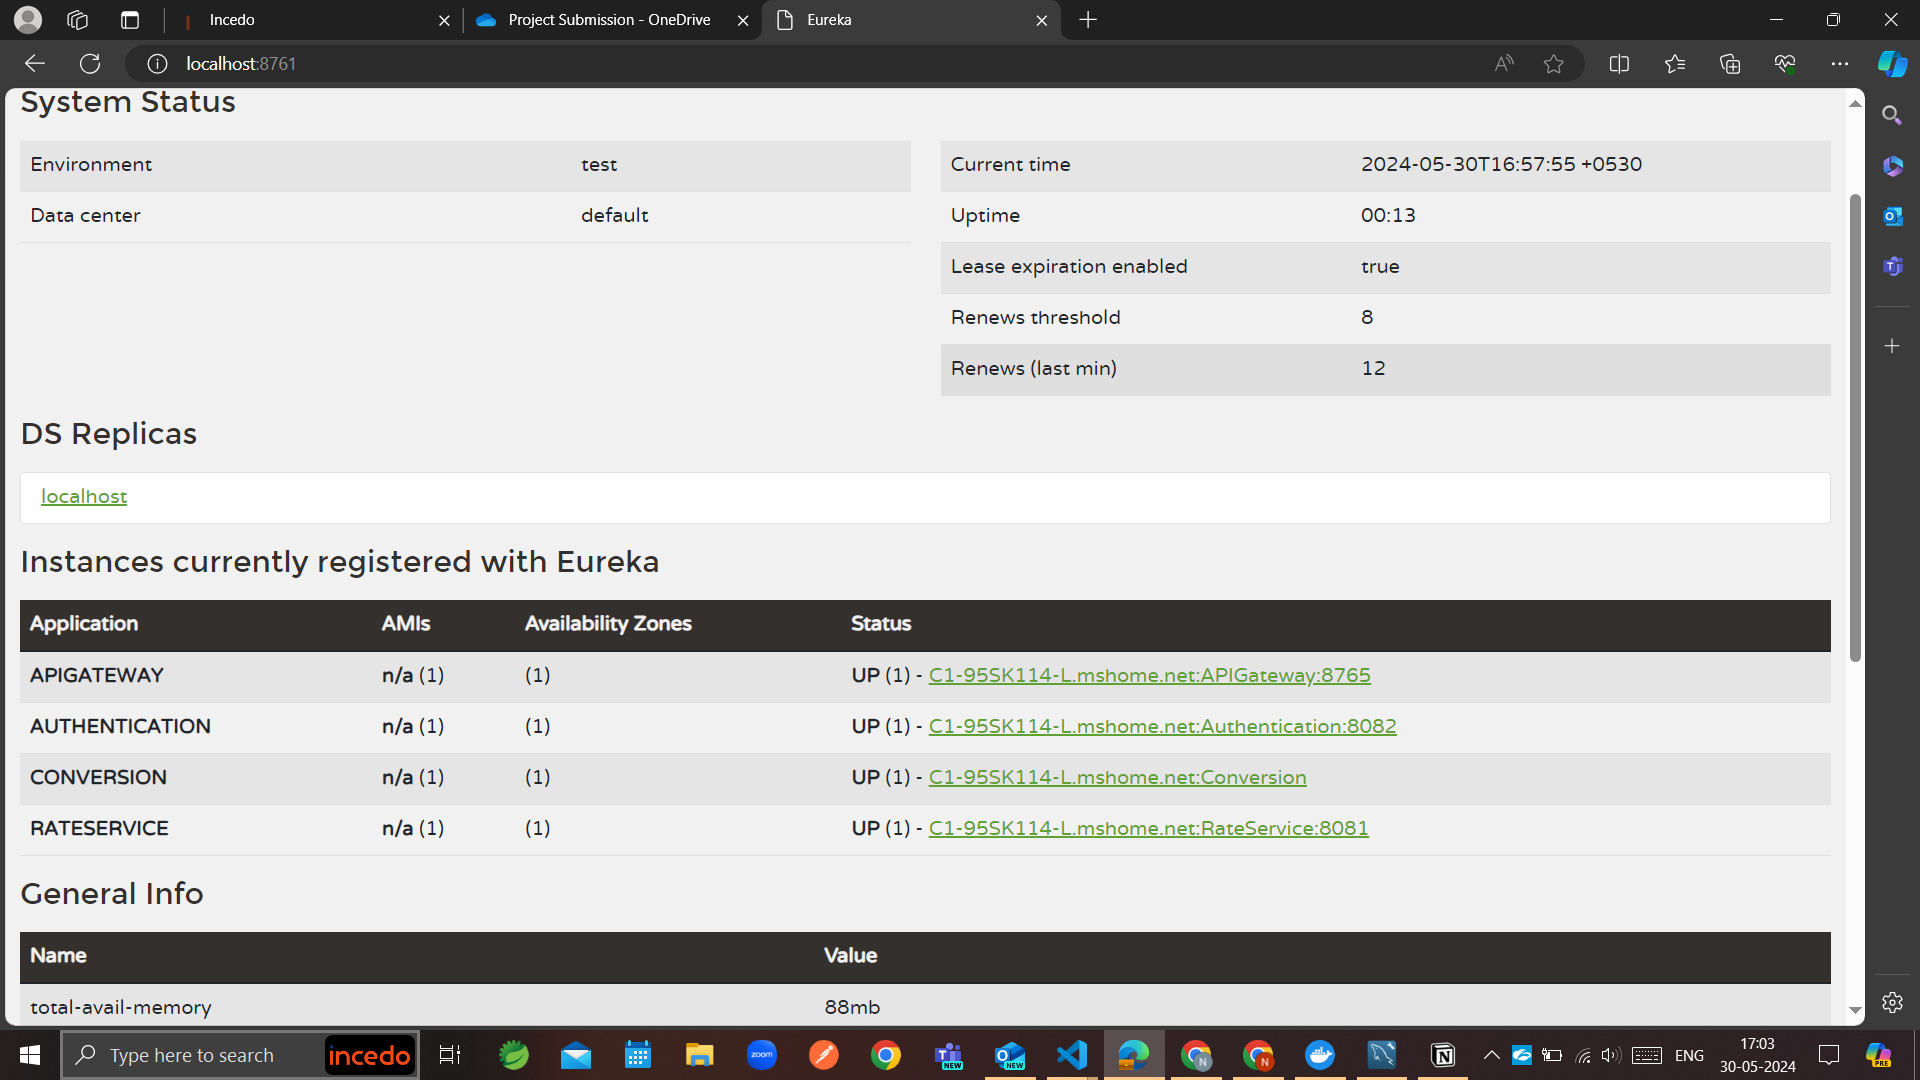 Incedo
Project Submission - OneDrive
Eureka
localhost:8761
System Status
Environment test
Data center default
Current time 2024-05-30T16:57:55 +0530
Uptime 00:13
Lease expiration enabled true
Renews threshold 8
Renews (last min) 12
DS Replicas
localhost
Instances currently registered with Eureka
Application AMIs Availability Zones Status
APIGATEWAY n/a (1) (1) UP (1) - C1-95SK114-L.mshome.net:APIGateway:8765
AUTHENTICATION n/a (1) (1) UP (1) - C1-95SK114-L.mshome.net:Authentication:8082
CONVERSION n/a (1) (1) UP (1) - C1-95SK114-L.mshome.net:Conversion
RATESERVICE n/a (1) (1) UP (1) - C1-95SK114-L.mshome.net:RateService:8081
General Info
Name Value
total-avail-memory 88mb
Type here to search
incedo
zoom
NEW
NEW
N
N
ENG
17:03
30-05-2024
PRE